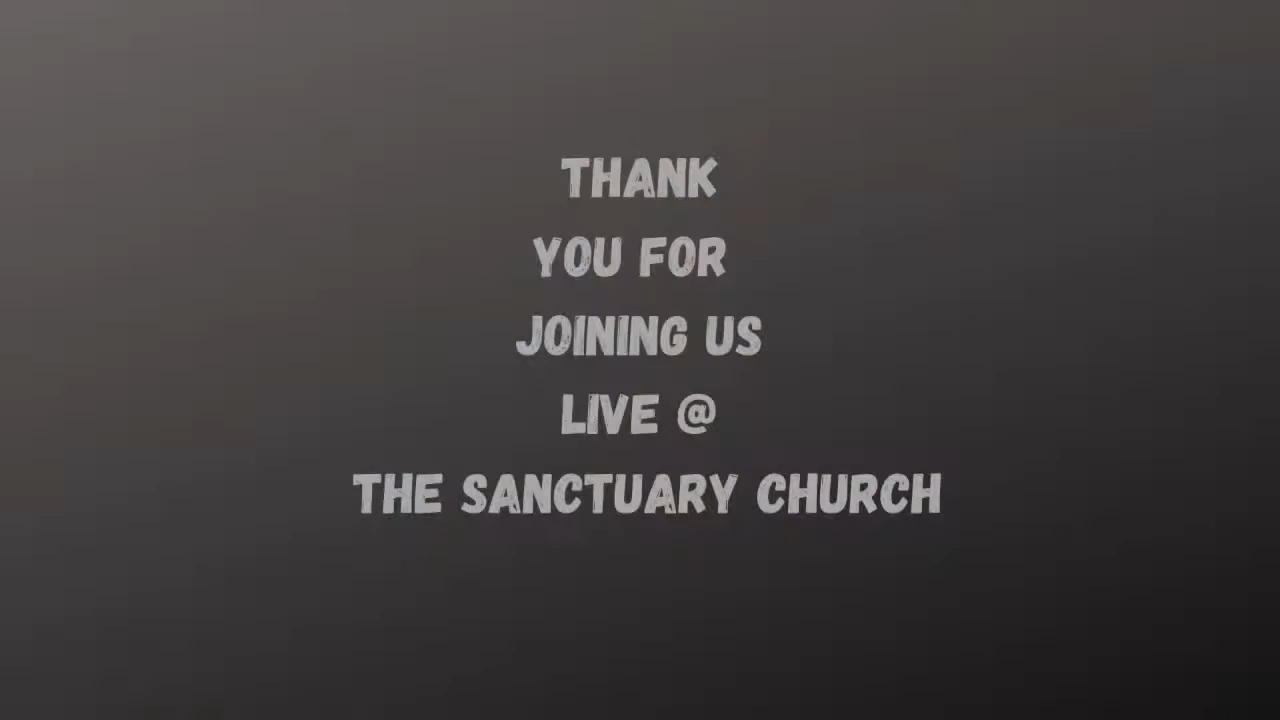 THANK
YOU FOR
JOINING US
LIVE @
THE SANCTUARY CHURCH